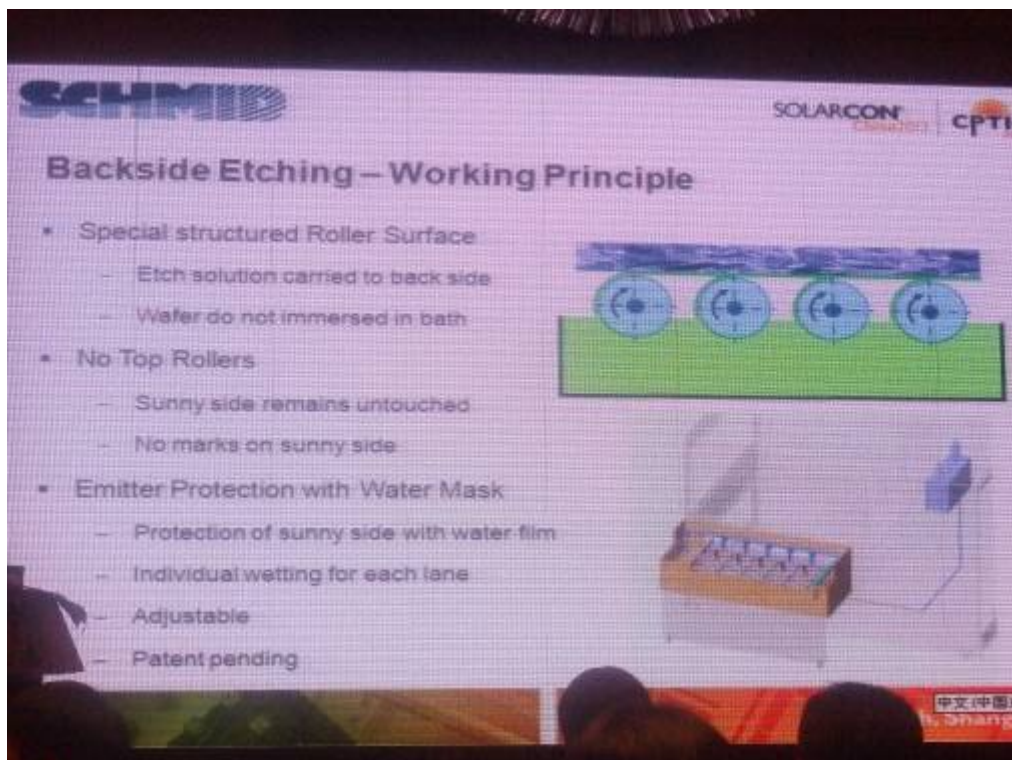 SCHMID
SOLARCON
CPTI
Backside Etching – Working Principle
▪ Special structured Roller Surface
– Etch solution carried to back side
– Wafer do not immersed in bath
▪ No Top Rollers
– Sunny side remains untouched
– No marks on sunny side
▪ Emitter Protection with Water Mask
– Protection of sunny side with water film
– Individual wetting for each lane
– Adjustable
– Patent pending
中文(中国)
h, Shang